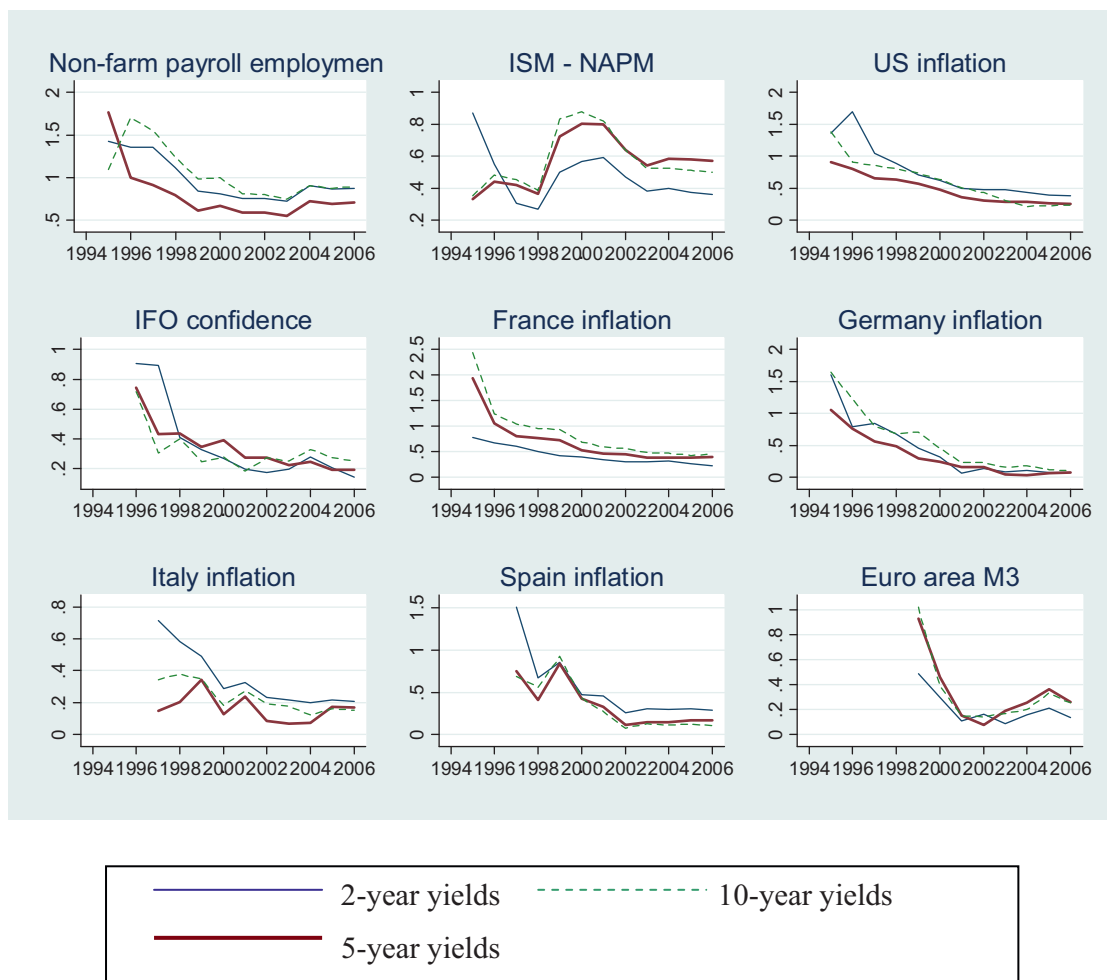 Non-farm payroll employmen
ISM - NAPM
US inflation
.5 1 1.5 2
1994 1996 1998 2000 2002 2004 2006
.2 .4 .6 .8 1
1994 1996 1998 2000 2002 2004 2006
0 .5 1 1.5 2
1994 1996 1998 2000 2002 2004 2006
IFO confidence
France inflation
Germany inflation
.2 .4 .6 .8 1
1994 1996 1998 2000 2002 2004 2006
0 .5 1 1.5 2 2.5
1994 1996 1998 2000 2002 2004 2006
0 .5 1 1.5 2
1994 1996 1998 2000 2002 2004 2006
Italy inflation
Spain inflation
Euro area M3
0 .2 .4 .6 .8
1994 1996 1998 2000 2002 2004 2006
0 .5 1 1.5
1994 1996 1998 2000 2002 2004 2006
0 .2 .4 .6 .8 1
1994 1996 1998 2000 2002 2004 2006
2-year yields
10-year yields
5-year yields